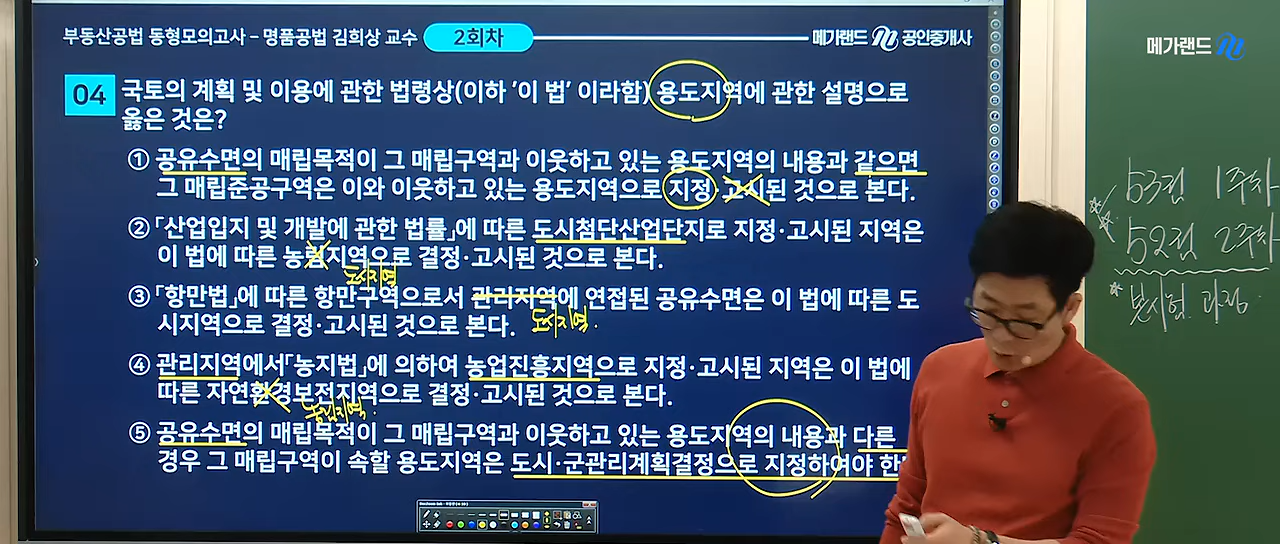 부동산공법 동형모의고사 - 명품공법 김희상 교수 2회차 메가랜드 공인중개사
메가랜드
04 국토의 계획 및 이용에 관한 법령상(이하 '이 법' 이라함) 용도지역에 관한 설명으로
옳은 것은?
① 공유수면의 매립목적이 그 매립구역과 이웃하고 있는 용도지역의 내용과 같으면
그 매립준공구역은 이와 이웃하고 있는 용도지역으로 지정·고시된 것으로 본다.
②「산업입지 및 개발에 관한 법률」에 따른 도시첨단산업단지로 지정·고시된 지역은
이 법에 따른 농림지역으로 결정·고시된 것으로 본다.
도시지역
③「항만법」에 따른 항만구역으로서 관리지역에 연접된 공유수면은 이 법에 따른 도
시지역으로 결정·고시된 것으로 본다.
도시지역.
④ 관리지역에서「농지법」에 의하여 농업진흥지역으로 지정·고시된 지역은 이 법에
따른 자연환경보전지역으로 결정·고시된 것으로 본다.
농림지역.
⑤ 공유수면의 매립목적이 그 매립구역과 이웃하고 있는 용도지역의 내용과 다른
경우 그 매립구역이 속할 용도지역은 도시·군관리계획결정으로 지정하여야 한
53점 1주차
52점 2주차
본시험 과정